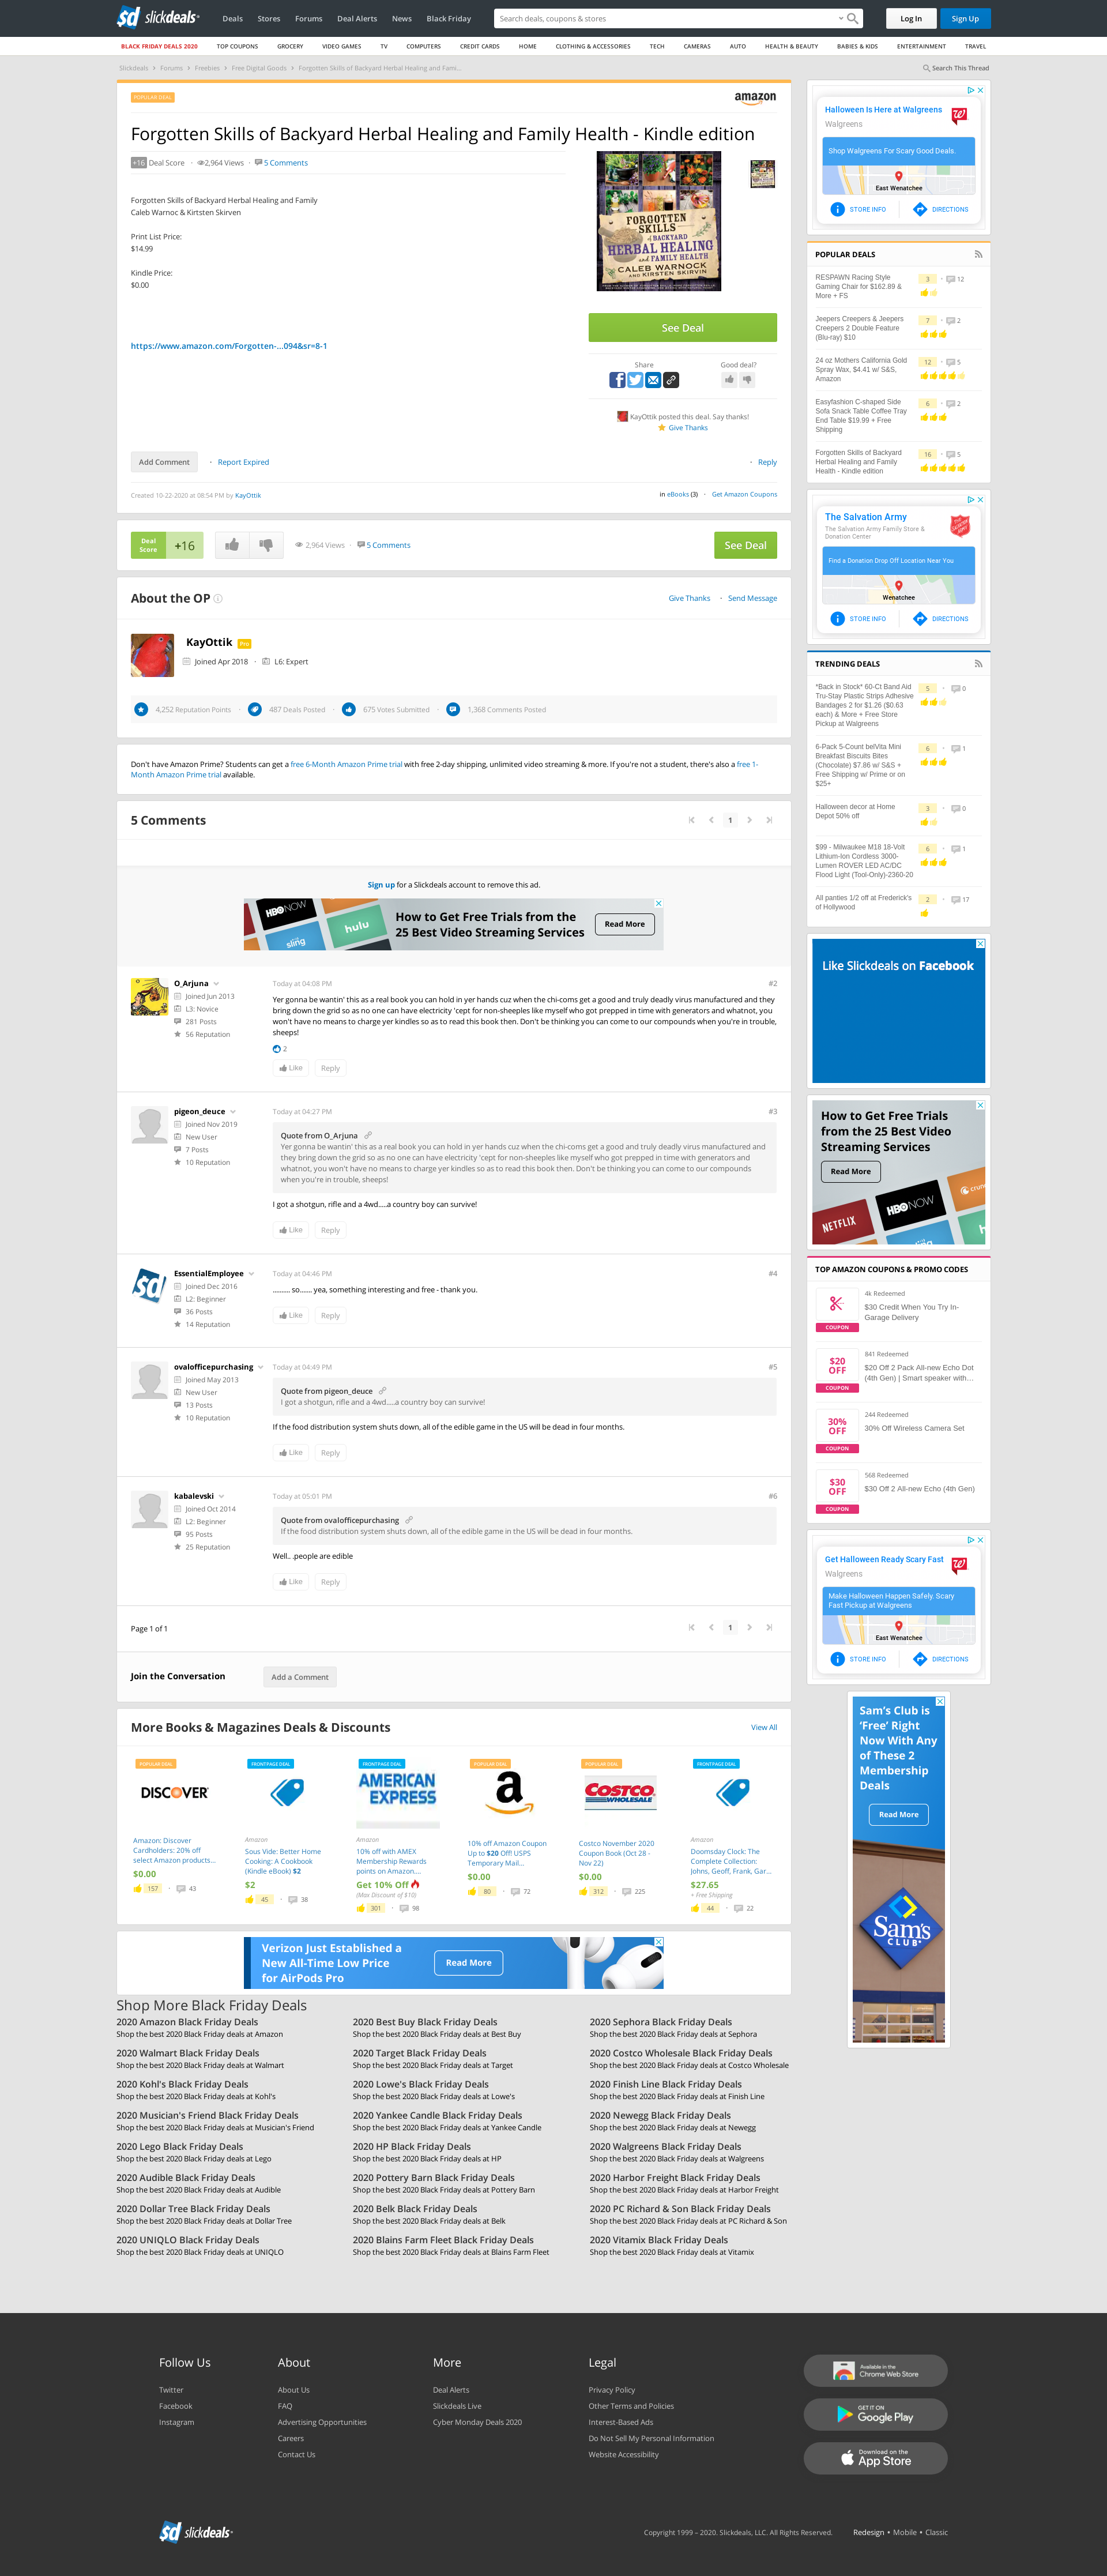 sd slickdeals
Deals Stores Forums Deal Alerts News Black Friday
Search deals, coupons & stores
Log In
Sign Up
BLACK FRIDAY DEALS 2020 TOP COUPONS GROCERY VIDEO GAMES TV COMPUTERS CREDIT CARDS HOME CLOTHING & ACCESSORIES TECH CAMERAS AUTO HEALTH & BEAUTY BABIES & KIDS ENTERTAINMENT TRAVEL
Slickdeals > Forums > Freebies > Free Digital Goods > Forgotten Skills of Backyard Herbal Healing and Fami...
Search This Thread
POPULAR DEAL
amazon
Forgotten Skills of Backyard Herbal Healing and Family Health - Kindle edition
+16 Deal Score • 2,964 Views • 5 Comments
Forgotten Skills of Backyard Herbal Healing and Family
Caleb Warnoc & Kirtsten Skirven
Print List Price:
$14.99
Kindle Price:
$0.00
https://www.amazon.com/Forgotten-...094&sr=8-1
FORGOTTEN
SKILLS
OF BACKYARD
HERBAL HEALING
AND FAMILY HEALTH
CALEB WARNOCK
AND KIRSTEN SKIRVIN
See Deal
Share
Good deal?
KayOttik posted this deal. Say thanks!
Give Thanks
Add Comment • Report Expired
• Reply
Created 10-22-2020 at 08:54 PM by KayOttik
in eBooks (3) • Get Amazon Coupons
Deal
Score
+16
2,964 Views • 5 Comments
See Deal
About the OP
Give Thanks • Send Message
KayOttik Pro
Joined Apr 2018 • L6: Expert
4,252 Reputation Points • 487 Deals Posted • 675 Votes Submitted • 1,368 Comments Posted
Don't have Amazon Prime? Students can get a free 6-Month Amazon Prime trial with free 2-day shipping, unlimited video streaming & more. If you're not a student, there's also a free 1-
Month Amazon Prime trial available.
5 Comments
1
Sign up for a Slickdeals account to remove this ad.
HBO NOW
sling
hulu
How to Get Free Trials from the
25 Best Video Streaming Services
Read More
O_Arjuna
Joined Jun 2013
L3: Novice
281 Posts
56 Reputation
Today at 04:08 PM
#2
Yer gonna be wantin' this as a real book you can hold in yer hands cuz when the chi-coms get a good and truly deadly virus manufactured and they
bring down the grid so as no one can have electricity 'cept for non-sheeples like myself who got prepped in time with generators and whatnot, you
won't have no means to charge yer kindles so as to read this book then. Don't be thinking you can come to our compounds when you're in trouble,
sheeps!
2
Like
Reply
pigeon_deuce
Joined Nov 2019
New User
7 Posts
10 Reputation
Today at 04:27 PM
#3
Quote from O_Arjuna
Yer gonna be wantin' this as a real book you can hold in yer hands cuz when the chi-coms get a good and truly deadly virus manufactured and
they bring down the grid so as no one can have electricity 'cept for non-sheeples like myself who got prepped in time with generators and
whatnot, you won't have no means to charge yer kindles so as to read this book then. Don't be thinking you can come to our compounds
when you're in trouble, sheeps!
I got a shotgun, rifle and a 4wd.....a country boy can survive!
Like
Reply
EssentialEmployee
Joined Dec 2016
L2: Beginner
36 Posts
14 Reputation
Today at 04:46 PM
#4
.......... so....... yea, something interesting and free - thank you.
Like
Reply
ovalofficepurchasing
Joined May 2013
New User
13 Posts
10 Reputation
Today at 04:49 PM
#5
Quote from pigeon_deuce
I got a shotgun, rifle and a 4wd.....a country boy can survive!
If the food distribution system shuts down, all of the edible game in the US will be dead in four months.
Like
Reply
kabalevski
Joined Oct 2014
L2: Beginner
95 Posts
25 Reputation
Today at 05:01 PM
#6
Quote from ovalofficepurchasing
If the food distribution system shuts down, all of the edible game in the US will be dead in four months.
Well.. .people are edible
Like
Reply
Page 1 of 1
1
Join the Conversation
Add a Comment
More Books & Magazines Deals & Discounts
View All
POPULAR DEAL
DISCOVER
Amazon: Discover
Cardholders: 20% off
select Amazon products...
$0.00
157 • 43
FRONTPAGE DEAL
Amazon
Sous Vide: Better Home
Cooking: A Cookbook
(Kindle eBook) $2
$2
45 • 38
FRONTPAGE DEAL
AMERICAN
EXPRESS
Amazon
10% off with AMEX
Membership Rewards
points on Amazon....
Get 10% Off
(Max Discount of $10)
301 • 98
POPULAR DEAL
a
10% off Amazon Coupon
Up to $20 Off! USPS
Temporary Mail...
$0.00
80 • 72
POPULAR DEAL
COSTCO
WHOLESALE
Costco November 2020
Coupon Book (Oct 28 -
Nov 22)
$0.00
312 • 225
FRONTPAGE DEAL
Amazon
Doomsday Clock: The
Complete Collection:
Johns, Geoff, Frank, Gar...
$27.65
+ Free Shipping
44 • 22
Verizon Just Established a
New All-Time Low Price
for AirPods Pro
Read More
Shop More Black Friday Deals
2020 Amazon Black Friday Deals
Shop the best 2020 Black Friday deals at Amazon
2020 Best Buy Black Friday Deals
Shop the best 2020 Black Friday deals at Best Buy
2020 Sephora Black Friday Deals
Shop the best 2020 Black Friday deals at Sephora
2020 Walmart Black Friday Deals
Shop the best 2020 Black Friday deals at Walmart
2020 Target Black Friday Deals
Shop the best 2020 Black Friday deals at Target
2020 Costco Wholesale Black Friday Deals
Shop the best 2020 Black Friday deals at Costco Wholesale
2020 Kohl's Black Friday Deals
Shop the best 2020 Black Friday deals at Kohl's
2020 Lowe's Black Friday Deals
Shop the best 2020 Black Friday deals at Lowe's
2020 Finish Line Black Friday Deals
Shop the best 2020 Black Friday deals at Finish Line
2020 Musician's Friend Black Friday Deals
Shop the best 2020 Black Friday deals at Musician's Friend
2020 Yankee Candle Black Friday Deals
Shop the best 2020 Black Friday deals at Yankee Candle
2020 Newegg Black Friday Deals
Shop the best 2020 Black Friday deals at Newegg
2020 Lego Black Friday Deals
Shop the best 2020 Black Friday deals at Lego
2020 HP Black Friday Deals
Shop the best 2020 Black Friday deals at HP
2020 Walgreens Black Friday Deals
Shop the best 2020 Black Friday deals at Walgreens
2020 Audible Black Friday Deals
Shop the best 2020 Black Friday deals at Audible
2020 Pottery Barn Black Friday Deals
Shop the best 2020 Black Friday deals at Pottery Barn
2020 Harbor Freight Black Friday Deals
Shop the best 2020 Black Friday deals at Harbor Freight
2020 Dollar Tree Black Friday Deals
Shop the best 2020 Black Friday deals at Dollar Tree
2020 Belk Black Friday Deals
Shop the best 2020 Black Friday deals at Belk
2020 PC Richard & Son Black Friday Deals
Shop the best 2020 Black Friday deals at PC Richard & Son
2020 UNIQLO Black Friday Deals
Shop the best 2020 Black Friday deals at UNIQLO
2020 Blains Farm Fleet Black Friday Deals
Shop the best 2020 Black Friday deals at Blains Farm Fleet
2020 Vitamix Black Friday Deals
Shop the best 2020 Black Friday deals at Vitamix
Halloween Is Here at Walgreens
Walgreens
Shop Walgreens For Scary Good Deals.
East Wenatchee
STORE INFO
DIRECTIONS
POPULAR DEALS
RESPAWN Racing Style
Gaming Chair for $162.89 &
More + FS
3 • 12
Jeepers Creepers & Jeepers
Creepers 2 Double Feature
(Blu-ray) $10
7 • 2
24 oz Mothers California Gold
Spray Wax, $4.41 w/ S&S,
Amazon
12 • 5
Easyfashion C-shaped Side
Sofa Snack Table Coffee Tray
End Table $19.99 + Free
Shipping
6 • 2
Forgotten Skills of Backyard
Herbal Healing and Family
Health - Kindle edition
16 • 5
The Salvation Army
The Salvation Army Family Store &
Donation Center
Find a Donation Drop Off Location Near You
Wenatchee
STORE INFO
DIRECTIONS
TRENDING DEALS
*Back in Stock* 60-Ct Band Aid
Tru-Stay Plastic Strips Adhesive
Bandages 2 for $1.26 ($0.63
each) & More + Free Store
Pickup at Walgreens
5 • 0
6-Pack 5-Count belVita Mini
Breakfast Biscuits Bites
(Chocolate) $7.86 w/ S&S +
Free Shipping w/ Prime or on
$25+
6 • 1
Halloween decor at Home
Depot 50% off
3 • 0
$99 - Milwaukee M18 18-Volt
Lithium-Ion Cordless 3000-
Lumen ROVER LED AC/DC
Flood Light (Tool-Only)-2360-20
6 • 1
All panties 1/2 off at Frederick's
of Hollywood
2 • 17
Like Slickdeals on Facebook
How to Get Free Trials
from the 25 Best Video
Streaming Services
Read More
NETFLIX
HBO NOW
crunc
hulu
TOP AMAZON COUPONS & PROMO CODES
COUPON
4k Redeemed
$30 Credit When You Try In-
Garage Delivery
$20
OFF
COUPON
841 Redeemed
$20 Off 2 Pack All-new Echo Dot
(4th Gen) | Smart speaker with...
30%
OFF
COUPON
244 Redeemed
30% Off Wireless Camera Set
$30
OFF
COUPON
568 Redeemed
$30 Off 2 All-new Echo (4th Gen)
Get Halloween Ready Scary Fast
Walgreens
Make Halloween Happen Safely. Scary
Fast Pickup at Walgreens
East Wenatchee
STORE INFO
DIRECTIONS
Sam's Club is
'Free' Right
Now With Any
of These 2
Membership
Deals
Read More
Sam's
CLUB
Follow Us
Twitter
Facebook
Instagram
About
About Us
FAQ
Advertising Opportunities
Careers
Contact Us
More
Deal Alerts
Slickdeals Live
Cyber Monday Deals 2020
Legal
Privacy Policy
Other Terms and Policies
Interest-Based Ads
Do Not Sell My Personal Information
Website Accessibility
Available in the
Chrome Web Store
GET IT ON
Google Play
Download on the
App Store
sd slickdeals
Copyright 1999 – 2020. Slickdeals, LLC. All Rights Reserved.
Redesign • Mobile • Classic